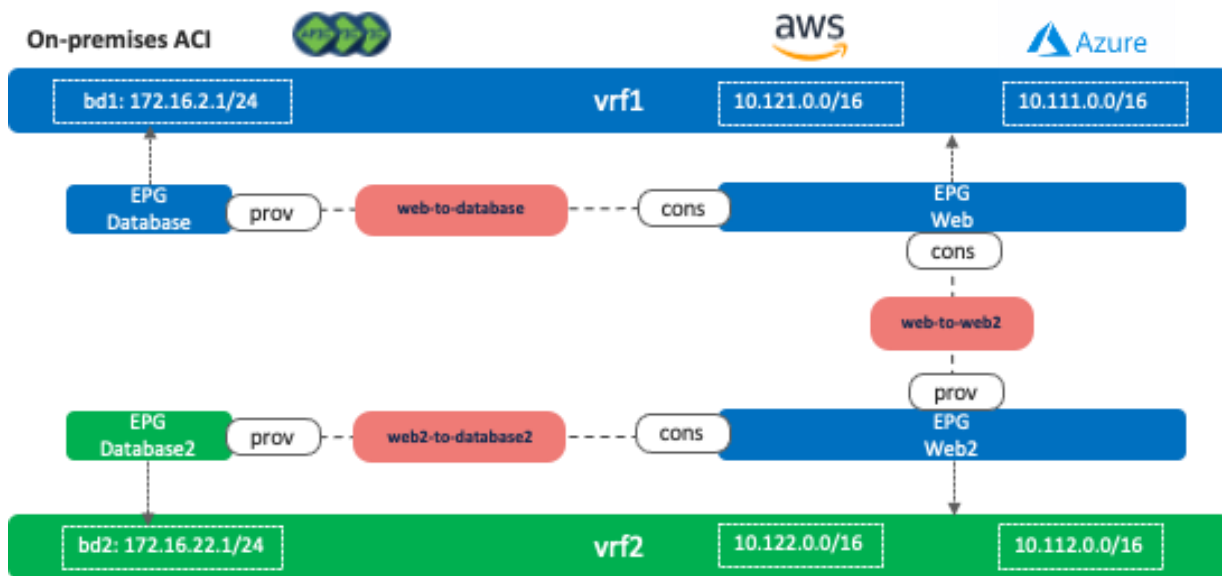 On-premises ACI
aws
Azure
bd1: 172.16.2.1/24
vrf1
10.121.0.0/16
10.111.0.0/16
EPG
Database
prov
web-to-database
cons
EPG
Web
cons
web-to-web2
prov
EPG
Database2
prov
web2-to-database2
cons
EPG
Web2
bd2: 172.16.22.1/24
vrf2
10.122.0.0/16
10.112.0.0/16